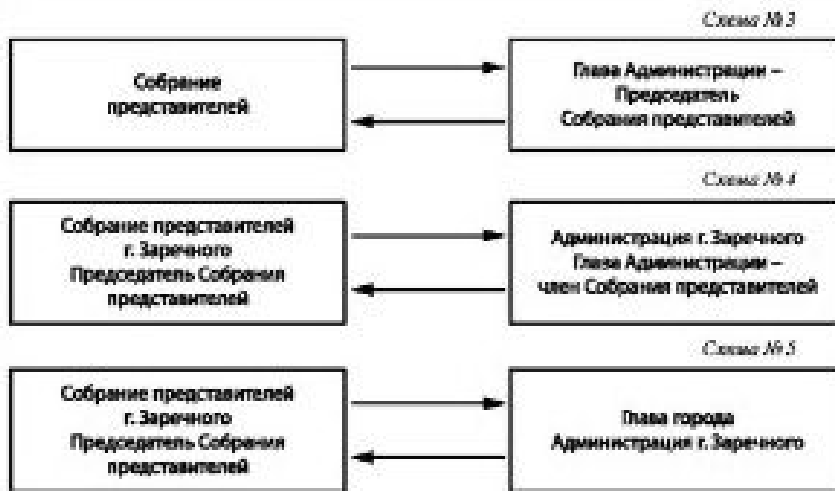 Схема № 3
Собрание
представителей
Глава Администрации –
Председатель
Собрания представителей
Схема № 4
Собрание представителей
г. Заречного
Председатель Собрания
представителей
Администрация г. Заречного
Глава Администрации –
член Собрания представителей
Схема № 5
Собрание представителей
г. Заречного
Председатель Собрания
представителей
Глава города
Администрация г. Заречного